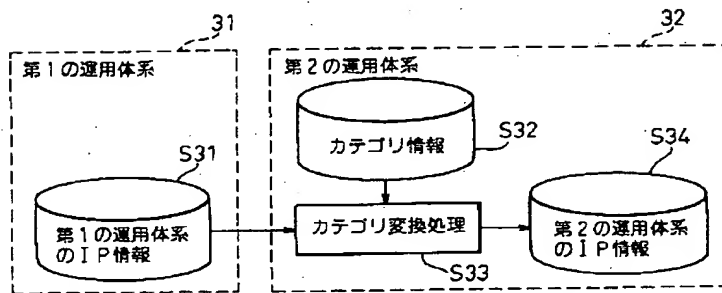 31
32
第1の運用体系
第2の運用体系
カテゴリ情報
S32
S31
S34
第1の運用体系
のIP情報
カテゴリ変換処理
S33
第2の運用体系
のIP情報